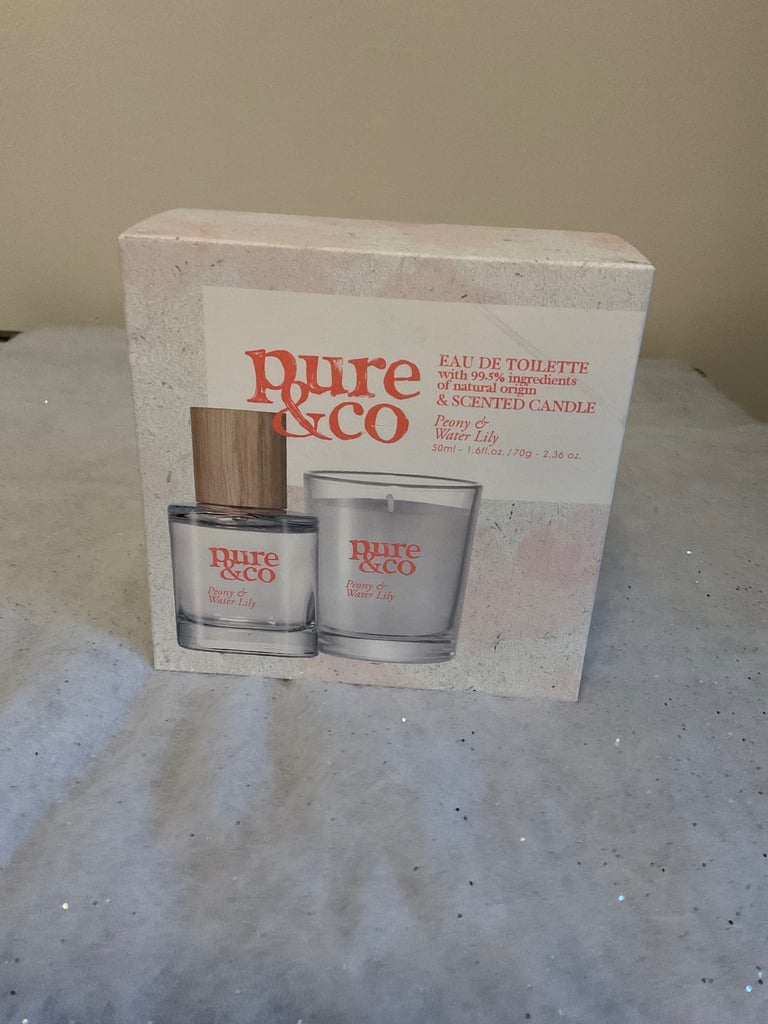 pure
&co
EAU DE TOILETTE
with 99.5% ingredients
of natural origin
& SCENTED CANDLE
Peony &
Water Lily
50ml - 1.6fl.oz. / 70g - 2.36 oz.
pure
&co
Peony &
Water Lily
pure
&co
Peony &
Water Lily